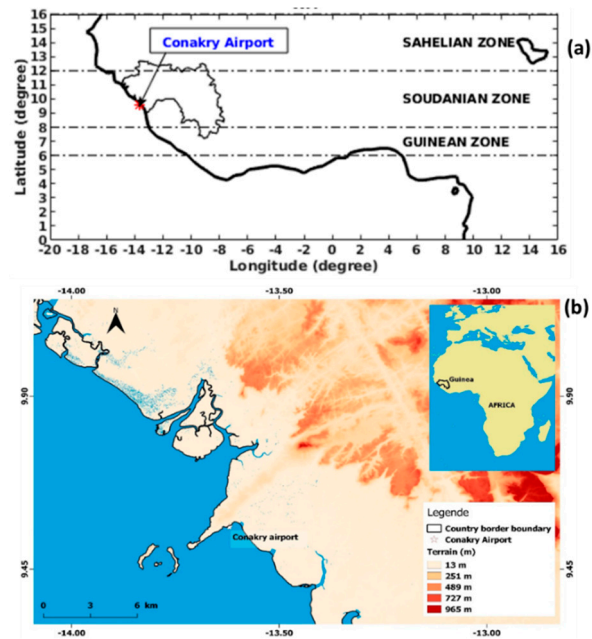 16
15
14
13
12
11
10
9
8
7
6
5
4
3
2
1
0
Latitude (degree)
Conakry Airport
SAHELIAN ZONE
SOUDANIAN ZONE
GUINEAN ZONE
(a)
-20 -18 -16 -14 -12 -10 -8 -6 -4 -2 0 2 4 6 8 10 12 14 16
Longitude (degree)
-14.00 -13.50 -13.00
(b)
N
9.90
9.90
Guinea
AFRICA
Conakry airport
9.45
9.45
Legende
Country border boundary
Conakry Airport
Terrain (m)
13 m
251 m
489 m
727 m
965 m
0 3 6 km
-14.00 -13.50 -13.00